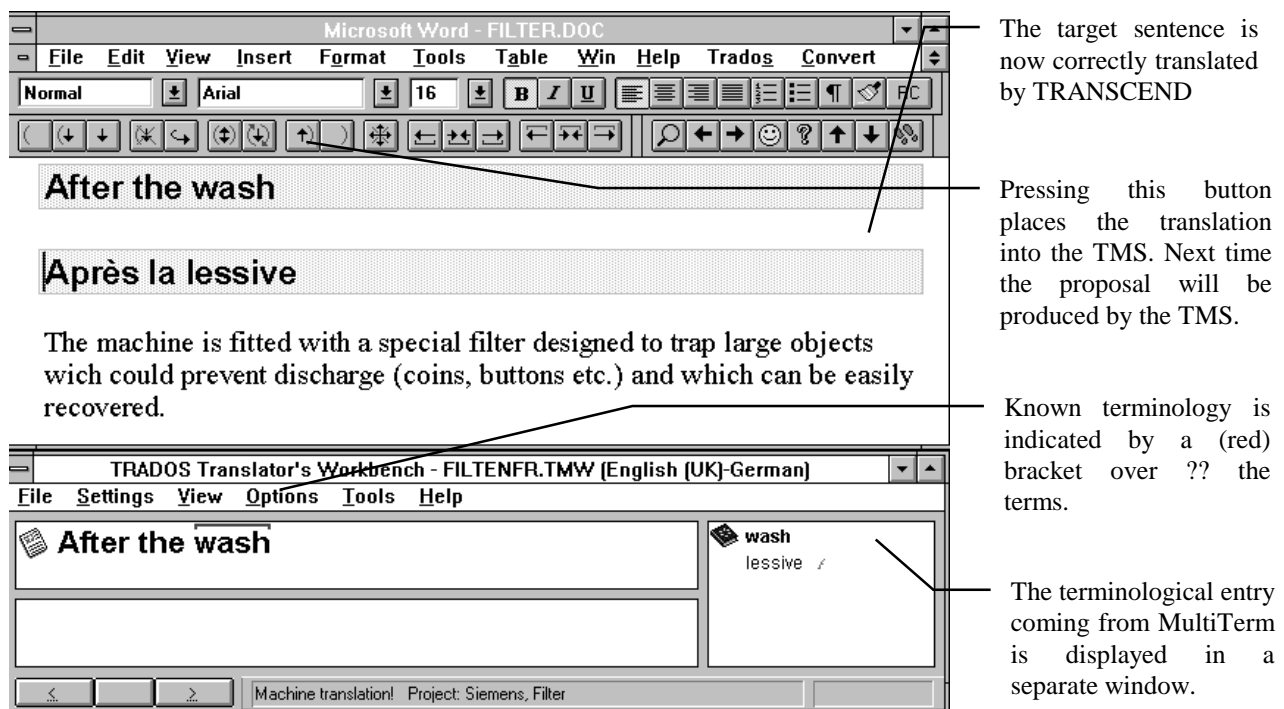 Microsoft Word - FILTER.DOC
File Edit View Insert Format Tools Table Win Help Trados Convert
Normal Arial 16 B I U ¶ PC
After the wash
Après la lessive
The machine is fitted with a special filter designed to trap large objects
wich could prevent discharge (coins, buttons etc.) and which can be easily
recovered.
TRADOS Translator's Workbench - FILTENFR.TMW (English (UK)-German)
File Settings View Options Tools Help
After the wash
wash
lessive f
< >
Machine translation! Project: Siemens, Filter
The target sentence is
now correctly translated
by TRANSCEND
Pressing this button
places the translation
into the TMS. Next time
the proposal will be
produced by the TMS.
Known terminology is
indicated by a (red)
bracket over ?? the
terms.
The terminological entry
coming from MultiTerm
is displayed in a
separate window.